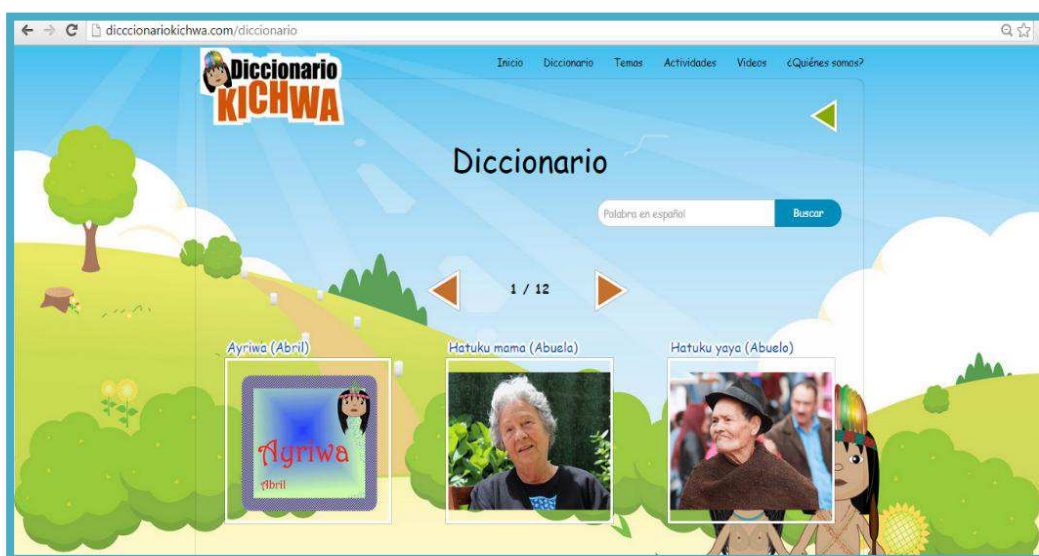 dicccionariokichwa.com/diccionario
Diccionario
KICHWA
Inicio Diccionario Temas Actividades Videos ¿Quiénes somos?
Diccionario
Palabra en español Buscar
1 / 12
Ayriwa (Abril) Hatuku mama (Abuela) Hatuku yaya (Abuelo)
Ayriwa
Abril